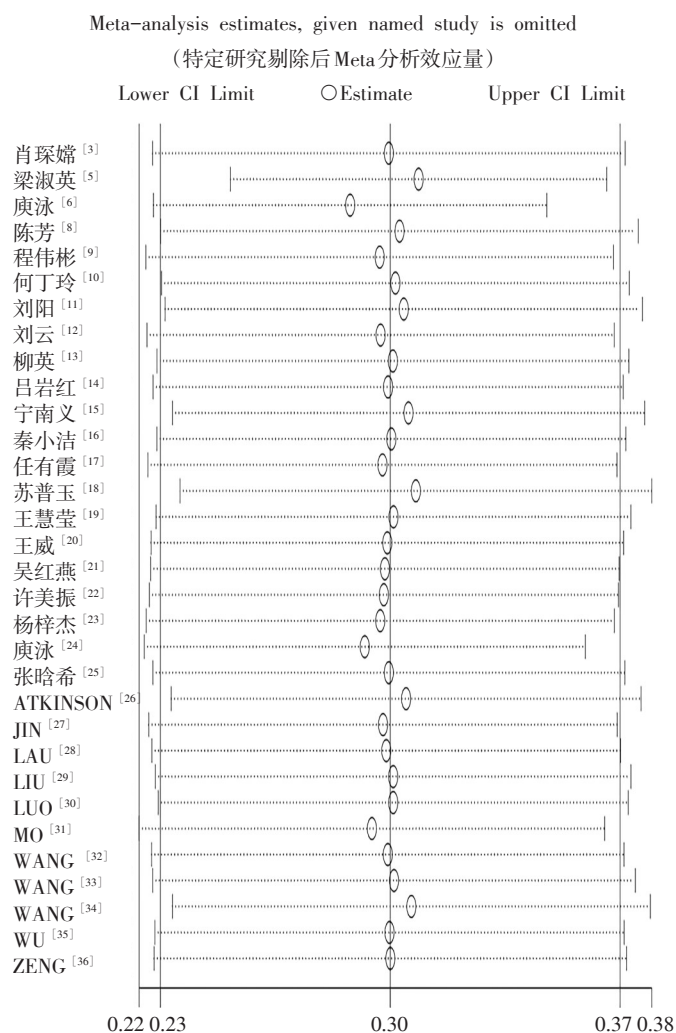 Meta-analysis estimates, given named study is omitted
（特定研究剔除后Meta分析效应量）
Lower CI Limit ○Estimate Upper CI Limit
肖琛嫦 [3]
梁淑英 [5]
庾泳 [6]
陈芳 [8]
程伟彬 [9]
何丁玲 [10]
刘阳 [11]
刘云 [12]
柳英 [13]
吕岩红 [14]
宁南义 [15]
秦小洁 [16]
任有霞 [17]
苏普玉 [18]
王慧莹 [19]
王威 [20]
吴红燕 [21]
许美振 [22]
杨梓杰 [23]
庾泳 [24]
张晗希 [25]
ATKINSON [26]
JIN [27]
LAU [28]
LIU [29]
LUO [30]
MO [31]
WANG [32]
WANG [33]
WANG [34]
WU [35]
ZENG [36]
0.22 0.23 0.30 0.37 0.38